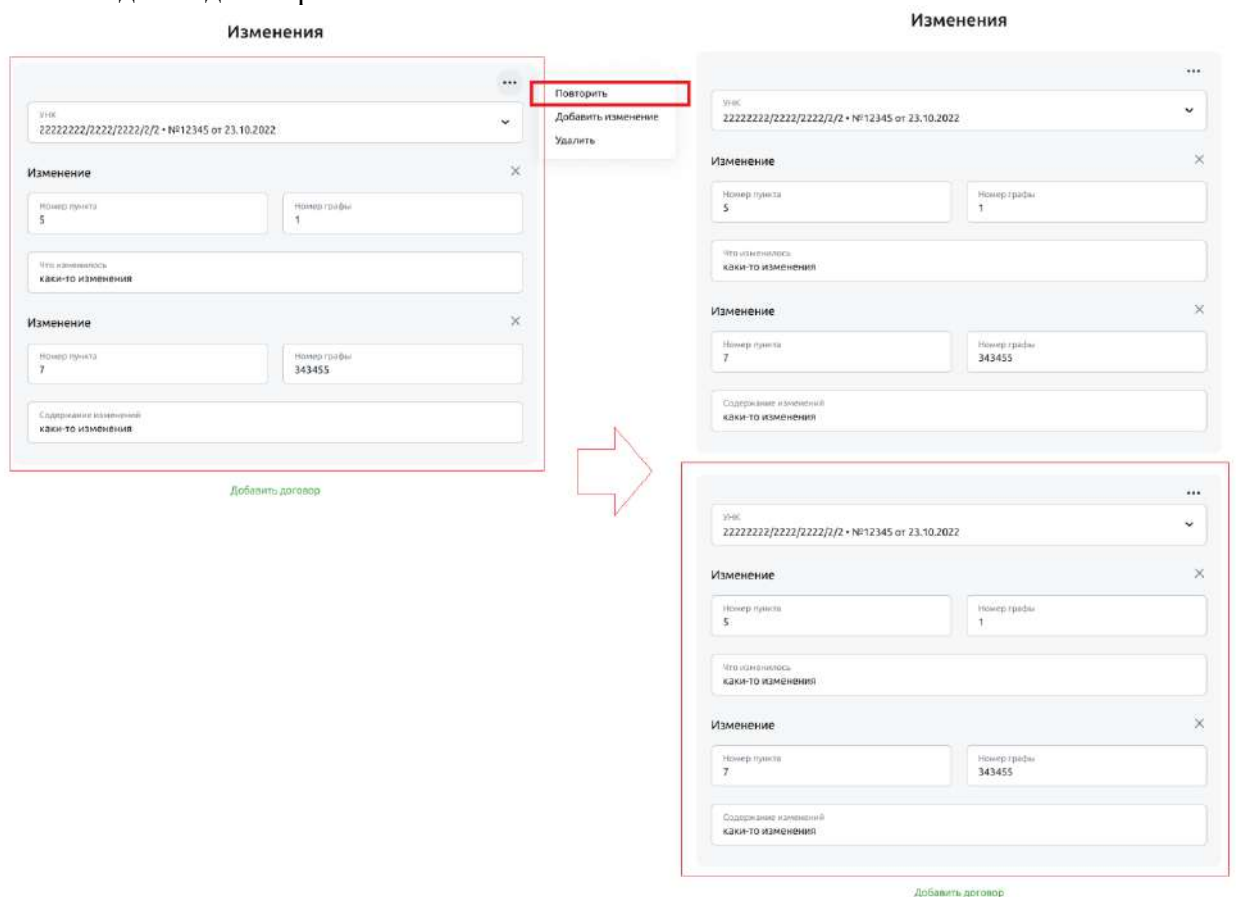 Изменения
УНК
22222222/2222/2222/2/2 • №12345 от 23.10.2022
Изменение
Номер пункта
5
Номер графы
1
Что изменилось
каки-то изменения
Изменение
Номер пункта
7
Номер графы
343455
Содержание изменений
каки-то изменения
Добавить договор
Повторить
Добавить изменение
Удалить
Изменения
УНК
22222222/2222/2222/2/2 • №12345 от 23.10.2022
Изменение
Номер пункта
5
Номер графы
1
Что изменилось
каки-то изменения
Изменение
Номер пункта
7
Номер графы
343455
Содержание изменений
каки-то изменения
УНК
22222222/2222/2222/2/2 • №12345 от 23.10.2022
Изменение
Номер пункта
5
Номер графы
1
Что изменилось
каки-то изменения
Изменение
Номер пункта
7
Номер графы
343455
Содержание изменений
каки-то изменения
Добавить договор